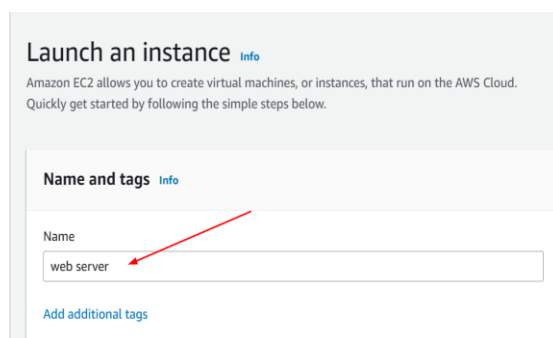 Launch an instance Info
Amazon EC2 allows you to create virtual machines, or instances, that run on the AWS Cloud.
Quickly get started by following the simple steps below.
Name and tags Info
Name
web server
Add additional tags